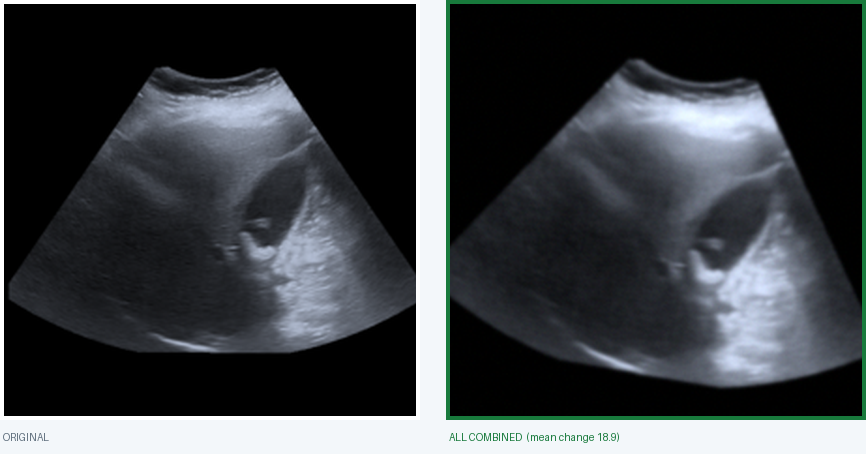 ORIGINAL
ALL COMBINED (mean change 18.9)